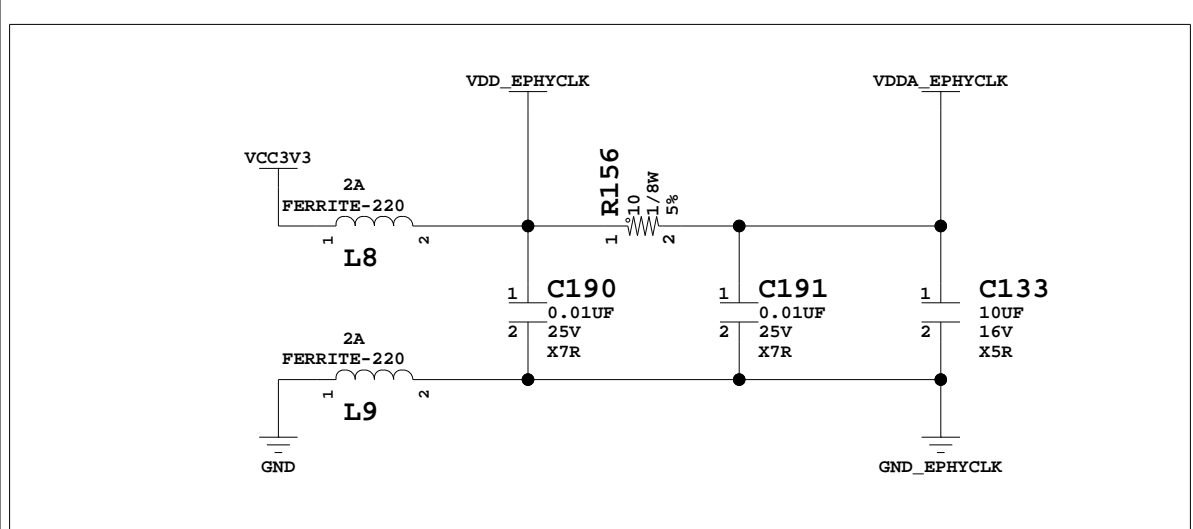 VDD_EPHYCLK
VDDA_EPHYCLK
VCC3V3
2A
FERRITE-220
1
2
L8
R156
10
1/8W
5%
1
2
1
2
C190
0.01UF
25V
X7R
1
2
C191
0.01UF
25V
X7R
1
2
C133
10UF
16V
X5R
2A
FERRITE-220
1
2
L9
GND
GND_EPHYCLK